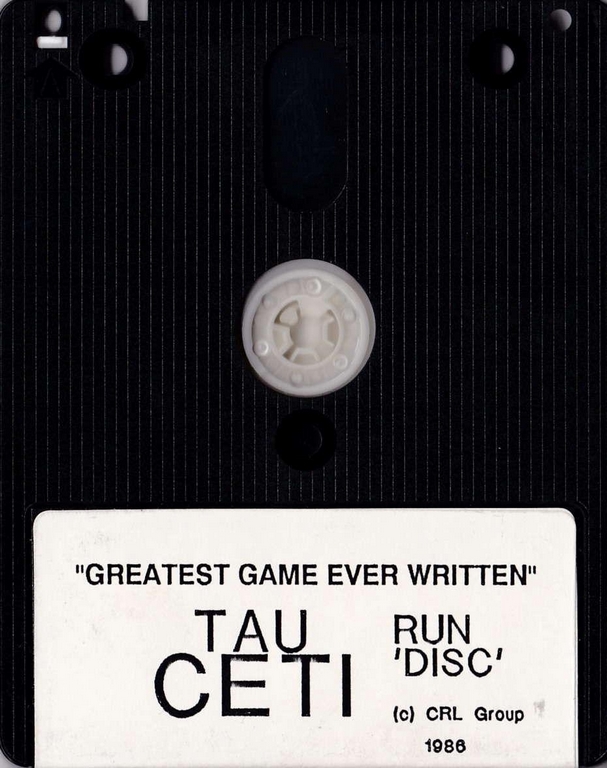 "GREATEST GAME EVER WRITTEN"
TAU
CETI
RUN
'DISC'
(c) CRL Group
1986